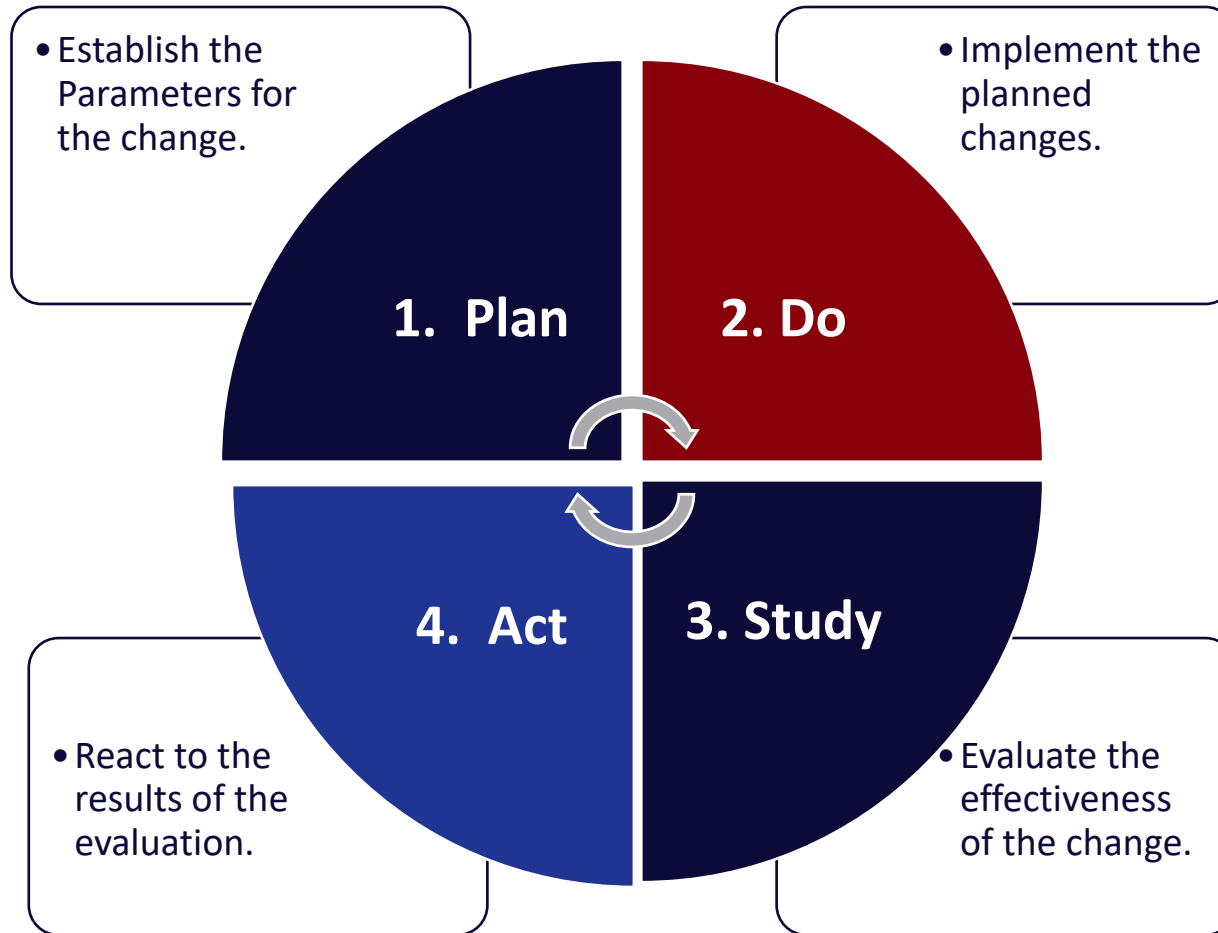 • Establish the
Parameters for
the change.
• Implement the
planned
changes.
1. Plan
2. Do
4. Act
3. Study
• React to the
results of the
evaluation.
• Evaluate the
effectiveness
of the change.